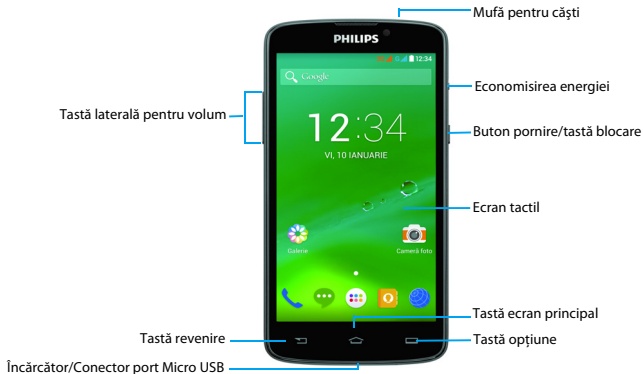 Mufă pentru căşti
PHILIPS
12:34
Google
Economisirea energiei
Tastă laterală pentru volum
12:34
Buton pornire/tastă blocare
VI, 10 IANUARIE
Ecran tactil
Galerie
Cameră foto
Tastă ecran principal
Tastă revenire
Tastă opţiune
Încărcător/Conector port Micro USB